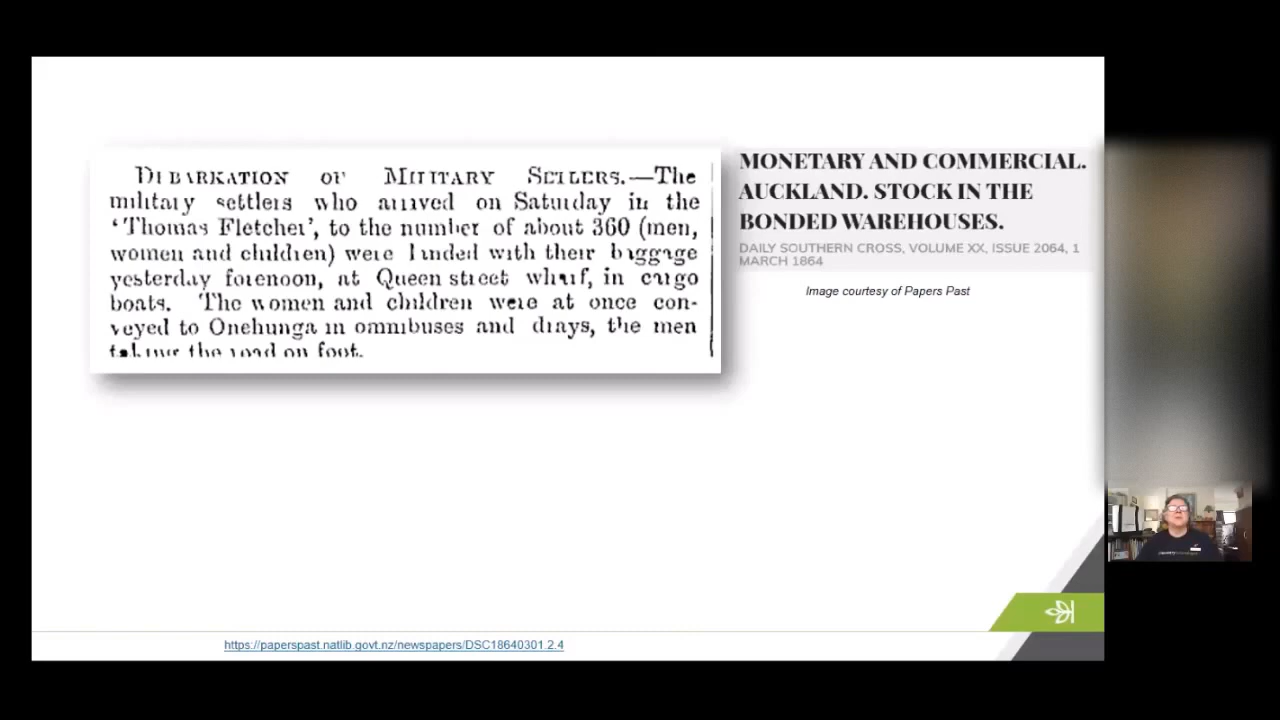 DEBARKATION OF MILITARY SETLERS.—The
military settlers who arrived on Saturday in the
‘Thomas Fletcher’, to the number of about 360 (men,
women and children) were landed with their baggage
yesterday forenoon, at Queen street wharf, in cargo
boats. The women and children were at once con-
veyed to Onehunga in omnibuses and drays, the men
taking the road on foot.
MONETARY AND COMMERCIAL.
AUCKLAND. STOCK IN THE
BONDED WAREHOUSES.
DAILY SOUTHERN CROSS, VOLUME XX, ISSUE 2064, 1
MARCH 1864
Image courtesy of Papers Past
https://paperspast.natlib.govt.nz/newspapers/DSC18640301.2.4